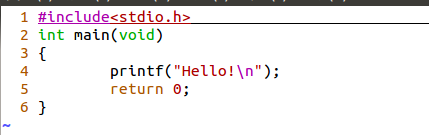 1 #include<stdio.h>
2 int main(void)
3 {
4         printf("Hello!\n");
5         return 0;
6 }
~